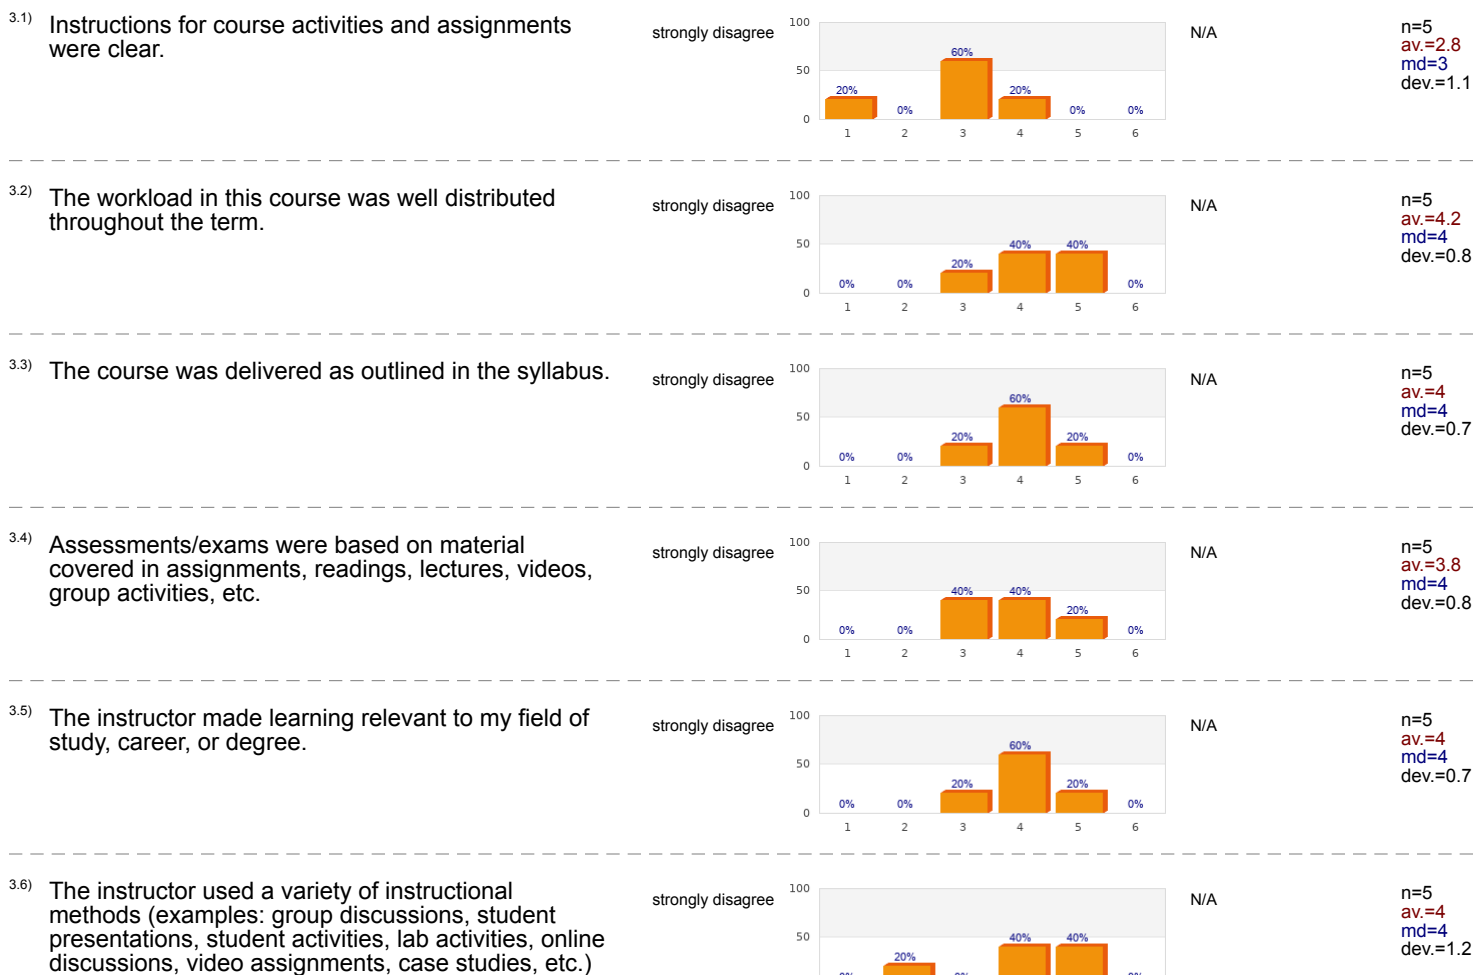 3.1) Instructions for course activities and assignments
were clear.
strongly disagree
100
50
0
20%
0%
60%
20%
0%
0%
1 2 3 4 5 6
N/A
n=5
av.=2.8
md=3
dev.=1.1
3.2) The workload in this course was well distributed
throughout the term.
strongly disagree
100
50
0
0%
0%
20%
40%
40%
0%
1 2 3 4 5 6
N/A
n=5
av.=4.2
md=4
dev.=0.8
3.3) The course was delivered as outlined in the syllabus.
strongly disagree
100
50
0
0%
0%
20%
60%
20%
0%
1 2 3 4 5 6
N/A
n=5
av.=4
md=4
dev.=0.7
3.4) Assessments/exams were based on material
covered in assignments, readings, lectures, videos,
group activities, etc.
strongly disagree
100
50
0
0%
0%
40%
40%
20%
0%
1 2 3 4 5 6
N/A
n=5
av.=3.8
md=4
dev.=0.8
3.5) The instructor made learning relevant to my field of
study, career, or degree.
strongly disagree
100
50
0
0%
0%
20%
60%
20%
0%
1 2 3 4 5 6
N/A
n=5
av.=4
md=4
dev.=0.7
3.6) The instructor used a variety of instructional
methods (examples: group discussions, student
presentations, student activities, lab activities, online
discussions, video assignments, case studies, etc.)
strongly disagree
100
50
20%
40%
40%
N/A
n=5
av.=4
md=4
dev.=1.2